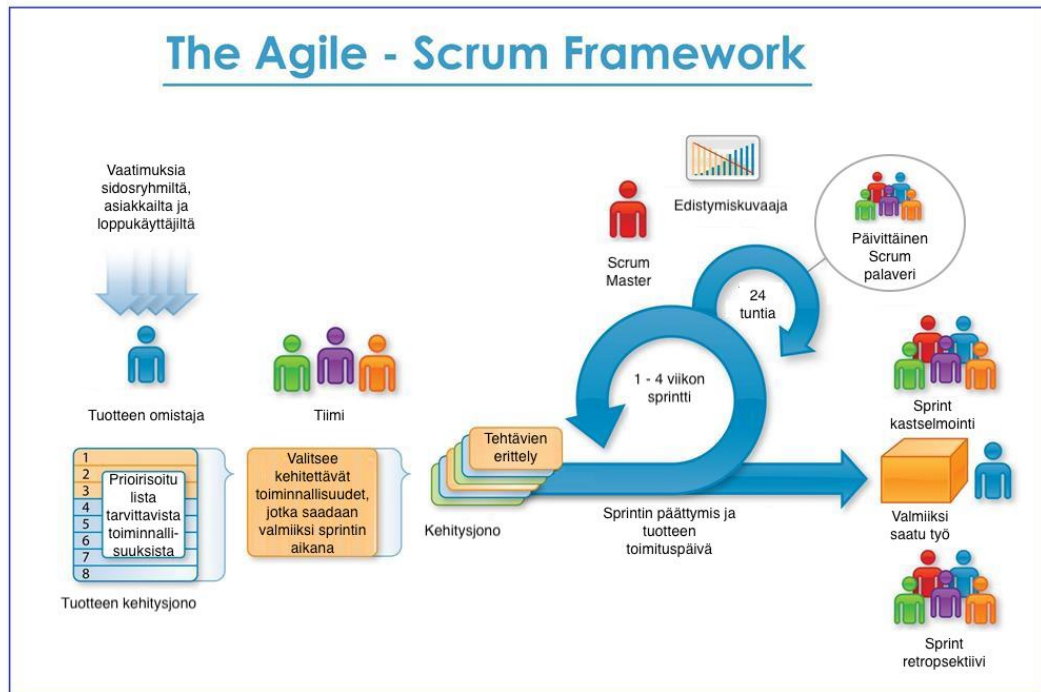 The Agile - Scrum Framework
Vaatimuksia
sidosryhmiltä,
asiakkailta ja
loppukäyttäjiltä
Tuotteen omistaja
1
2
3
4
5
6
7
8
Prioirisoitu
lista
tarvittavista
toiminnalli-
suuksista
Tuotteen kehitysjono
Tiimi
Valitsee
kehitettävät
toiminnallisuudet,
jotka saadaan
valmiiksi sprintin
aikana
Tehtävien
erittely
Kehitysjono
Scrum
Master
Edistymiskuvaaja
1 - 4 viikon
sprintti
24
tuntia
Päivittäinen
Scrum
palaveri
Sprintin päättymis ja
tuotteen
toimituspäivä
Sprint
kastselmointi
Valmiiksi
saatu työ
Sprint
retropsektiivi